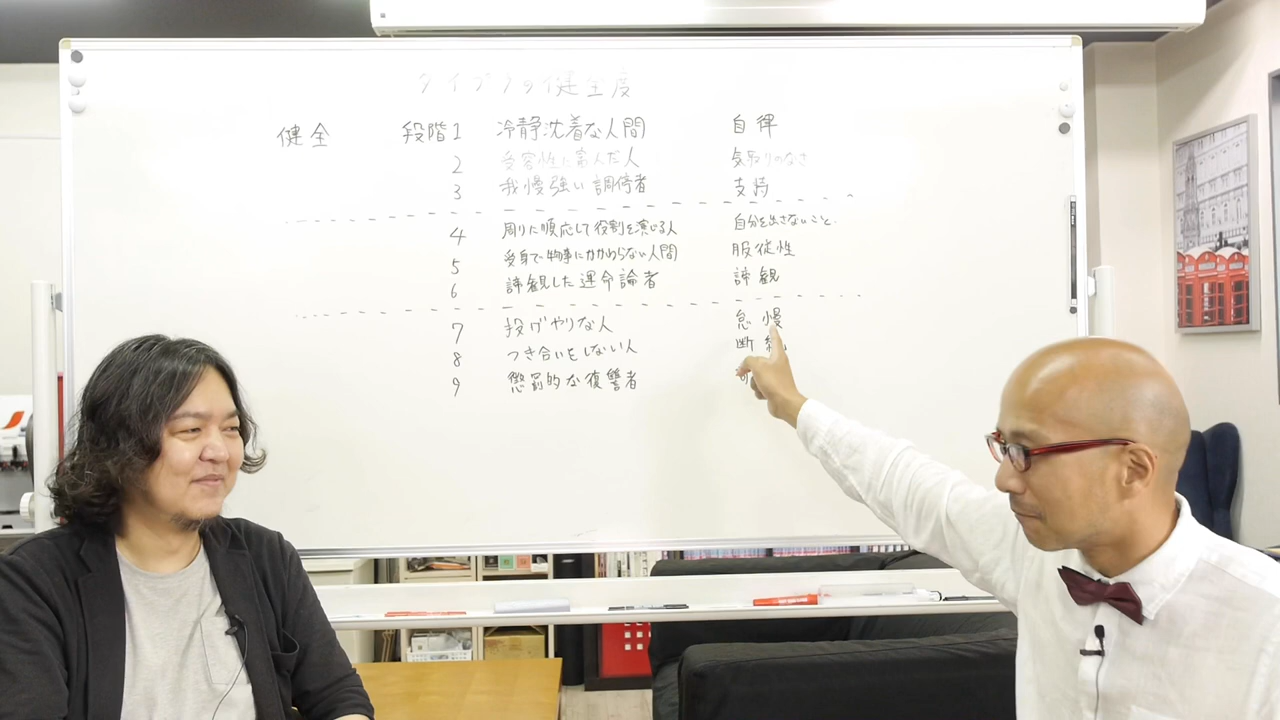 タイプ9の健全度
健全 段階1 冷静沈着な人間 自律
2 受容性に富んだ人 気取りのなさ
3 我慢強い調停者 支持
4 周りに順応して役割を演じる人 自分を出さないこと.
5 受身で物事にかかわらない人間 服従性
6 諦観した運命論者 諦観
7 投げやりな人 怠慢
8 つき合いをしない人 断
9 懲罰的な復讐者